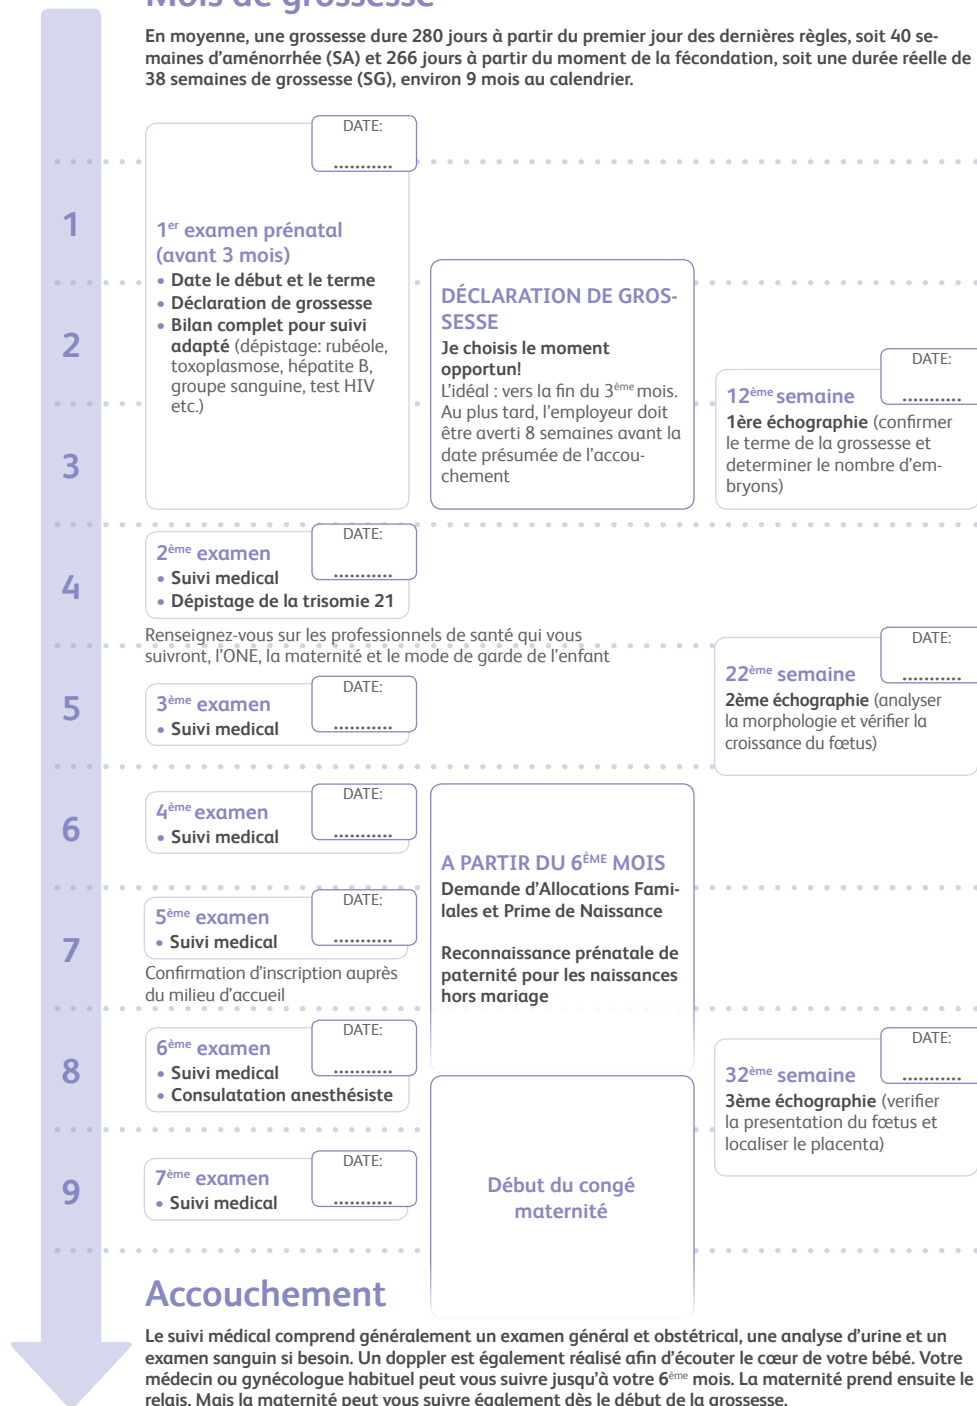 Mois de grossesse
En moyenne, une grossesse dure 280 jours à partir du premier jour des dernières règles, soit 40 se-
maines d'aménorrhée (SA) et 266 jours à partir du moment de la fécondation, soit une durée réelle de
38 semaines de grossesse (SG), environ 9 mois au calendrier.
1
DATE:
...........
1er examen prénatal
(avant 3 mois)
• Date le début et le terme
• Déclaration de grossesse
• Bilan complet pour suivi
adapté (dépistage: rubéole,
toxoplasmose, hépatite B,
groupe sanguine, test HIV
etc.)
2
DÉCLARATION DE GROS-
SESSE
Je choisis le moment
opportun!
L'idéal : vers la fin du 3ème mois.
Au plus tard, l'employeur doit
être averti 8 semaines avant la
date présumée de l'accou-
chement
3
DATE:
...........
12ème semaine
1ère échographie (confirmer
le terme de la grossesse et
determiner le nombre d'em-
bryons)
4
DATE:
...........
2ème examen
• Suivi medical
• Dépistage de la trisomie 21
Renseignez-vous sur les professionnels de santé qui vous
suivront, l'ONE, la maternité et le mode de garde de l'enfant
5
DATE:
...........
3ème examen
• Suivi medical
DATE:
...........
22ème semaine
2ème échographie (analyser
la morphologie et vérifier la
croissance du fœtus)
6
DATE:
...........
4ème examen
• Suivi medical
A PARTIR DU 6ÈME MOIS
Demande d'Allocations Fami-
lales et Prime de Naissance
Reconnaissance prénatale de
paternité pour les naissances
hors mariage
7
DATE:
...........
5ème examen
• Suivi medical
Confirmation d'inscription auprès
du milieu d'accueil
8
DATE:
...........
6ème examen
• Suivi medical
• Consulatation anesthésiste
DATE:
...........
32ème semaine
3ème échographie (verifier
la presentation du fœtus et
localiser le placenta)
9
DATE:
...........
7ème examen
• Suivi medical
Début du congé
maternité
Accouchement
Le suivi médical comprend généralement un examen général et obstétrical, une analyse d'urine et un
examen sanguin si besoin. Un doppler est également réalisé afin d'écouter le cœur de votre bébé. Votre
médecin ou gynécologue habituel peut vous suivre jusqu'à votre 6ème mois. La maternité prend ensuite le
relais. Mais la maternité peut vous suivre également dès le début de la grossesse.